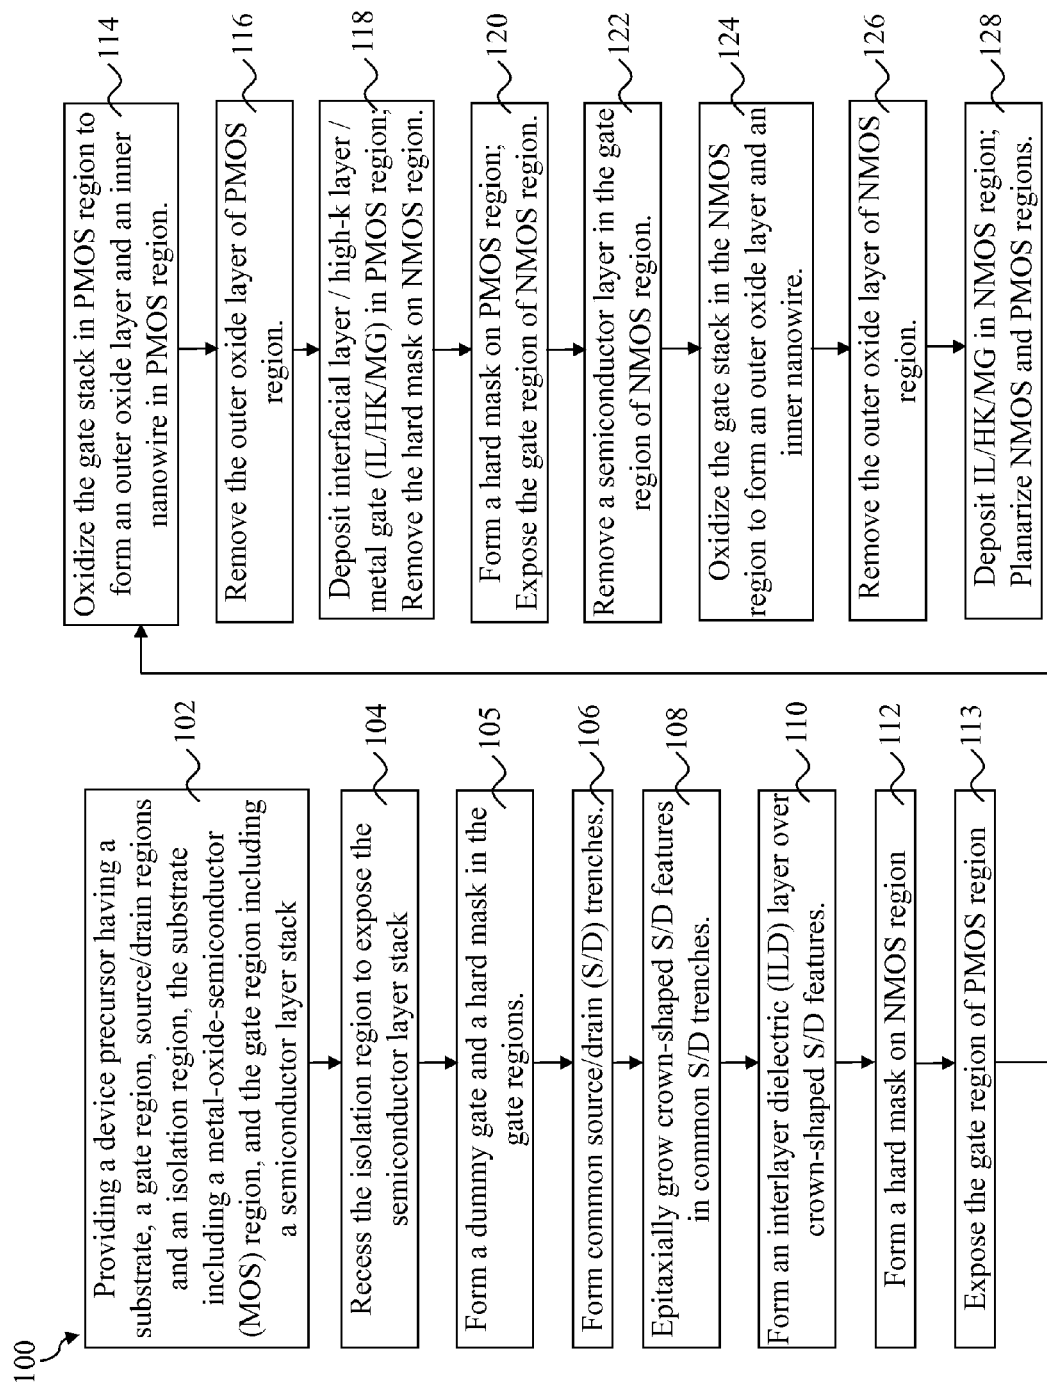 100
Providing a device precursor having a
substrate, a gate region, source/drain regions
and an isolation region, the substrate
including a metal-oxide-semiconductor
(MOS) region, and the gate region including
a semiconductor layer stack
102
Recess the isolation region to expose the
semiconductor layer stack
104
Form a dummy gate and a hard mask in the
gate regions.
105
Form common source/drain (S/D) trenches.
106
Epitaxially grow crown-shaped S/D features
in common S/D trenches.
108
Form an interlayer dielectric (ILD) layer over
crown-shaped S/D features.
110
Form a hard mask on NMOS region
112
Expose the gate region of PMOS region
113
Oxidize the gate stack in PMOS region to
form an outer oxide layer and an inner
nanowire in PMOS region.
114
Remove the outer oxide layer of PMOS
region.
116
Deposit interfacial layer / high-k layer /
metal gate (IL/HK/MG) in PMOS region;
Remove the hard mask on NMOS region.
118
Form a hard mask on PMOS region;
Expose the gate region of NMOS region.
120
Remove a semiconductor layer in the gate
region of NMOS region.
122
Oxidize the gate stack in the NMOS
region to form an outer oxide layer and an
inner nanowire.
124
Remove the outer oxide layer of NMOS
region.
126
Deposit IL/HK/MG in NMOS region;
Planarize NMOS and PMOS regions.
128